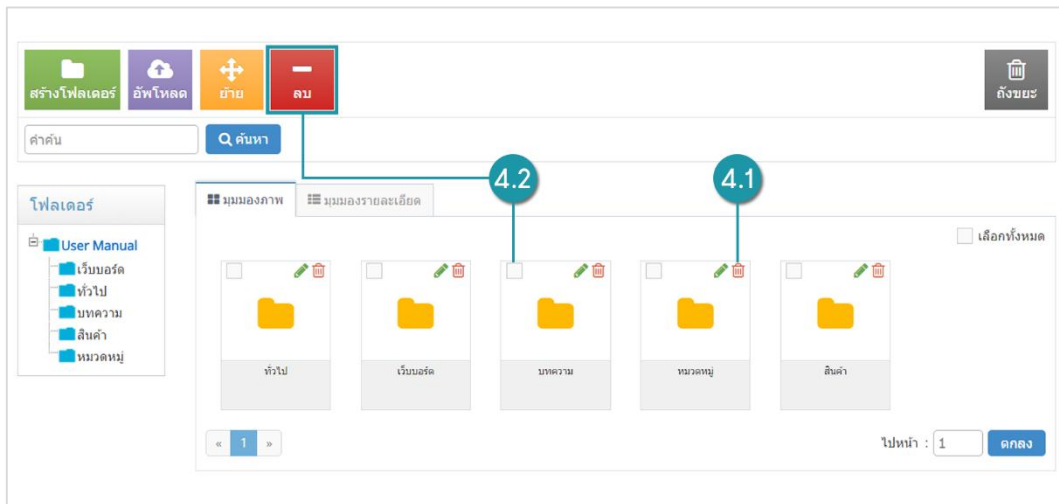 สร้างโฟลเดอร์ อัพโหลด ย้าย ลบ ถังขยะ
คำค้น ค้นหา
4.2 4.1
โฟลเดอร์
User Manual
เว็บบอร์ด
ทั่วไป
บทความ
สินค้า
หมวดหมู่
มุมมองภาพ มุมมองรายละเอียด
เลือกทั้งหมด
ทั่วไป เว็บบอร์ด บทความ หมวดหมู่ สินค้า
« 1 » ไปหน้า : 1 ตกลง